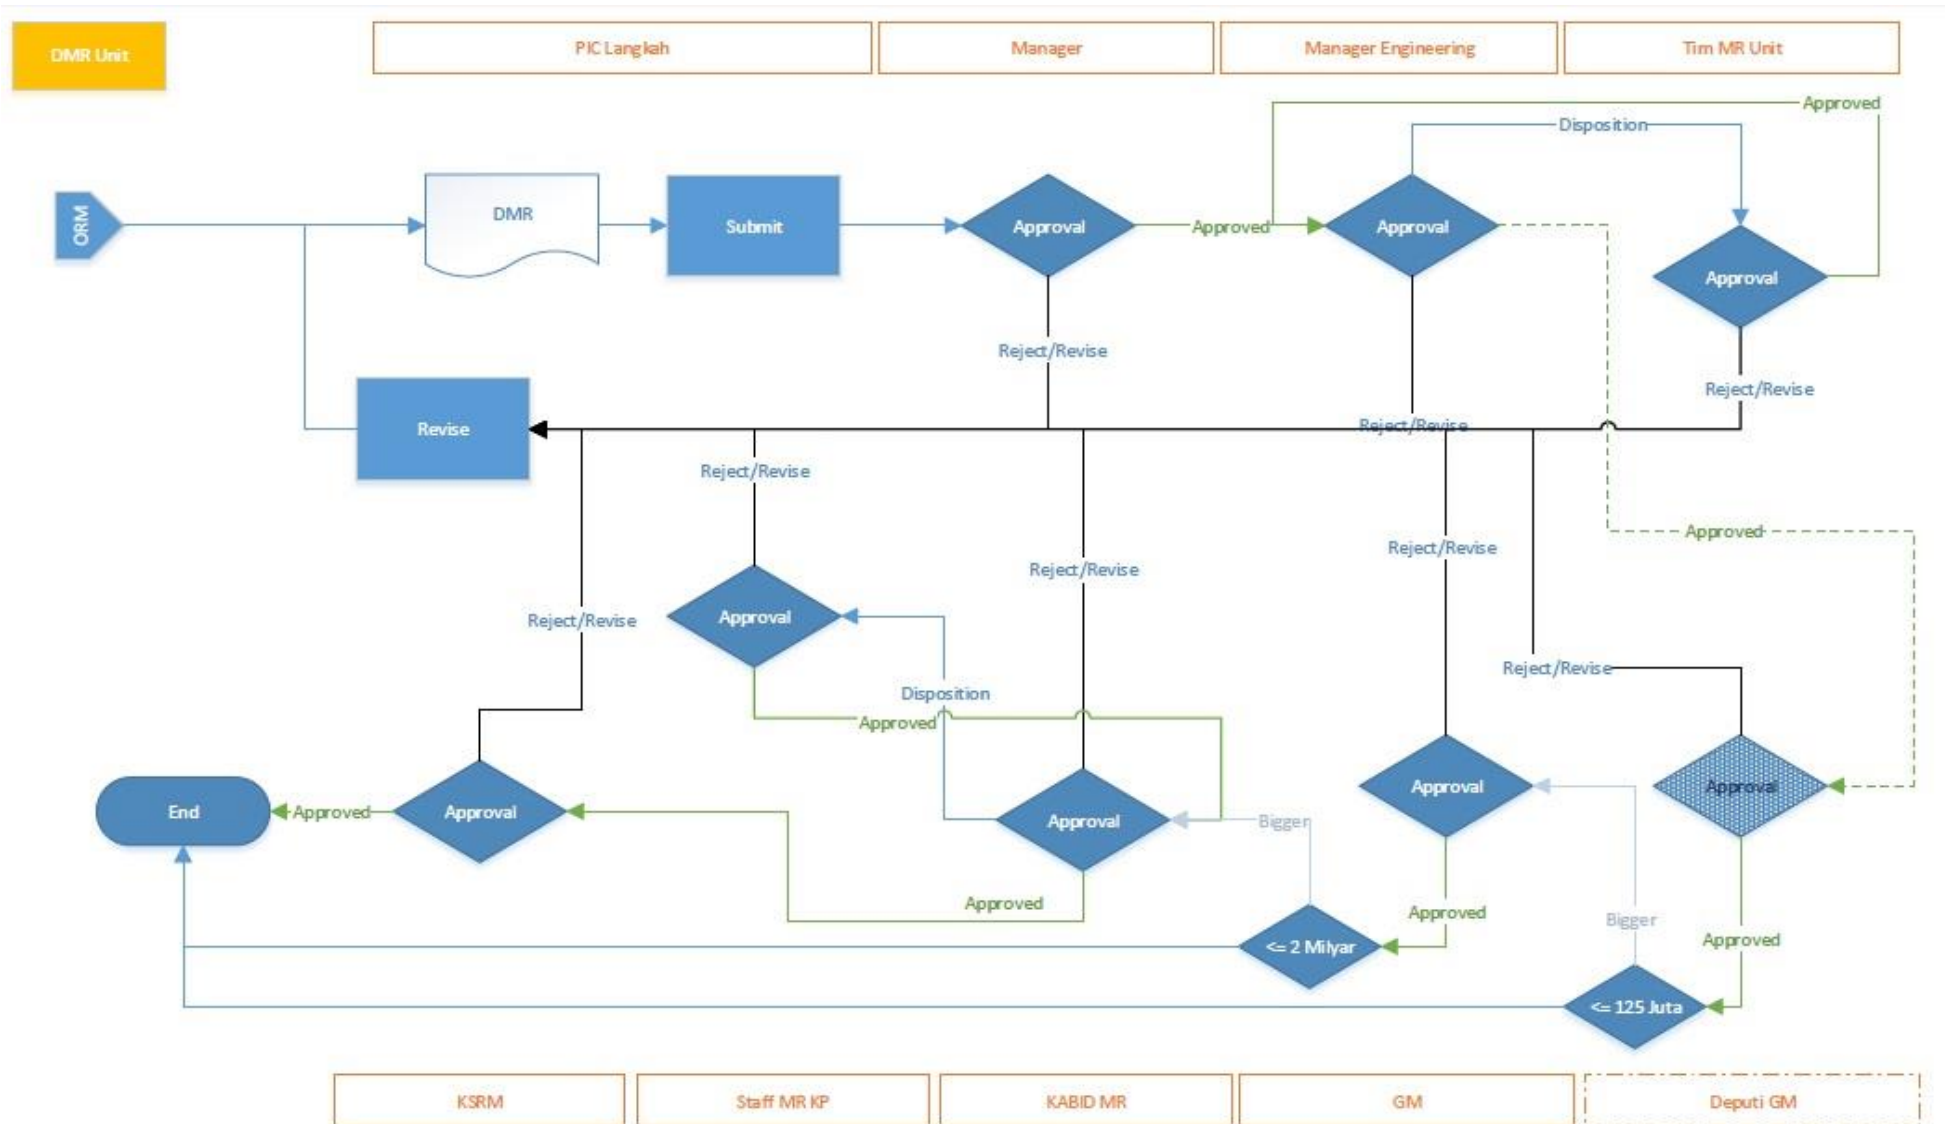 DMR Unit
PIC Langkah
Manager
Manager Engineering
Tim MR Unit
Approved
Disposition
ORM
DMR
Submit
Approval
Approved
Approval
Approval
Reject/Revise
Reject/Revise
Reject/Revise
Revise
Reject/Revise
Approved
Reject/Revise
Reject/Revise
Reject/Revise
Approval
Reject/Revise
Disposition
Approved
Approval
Approval
End
Approved
Approval
Approval
Bigger
Approved
Approved
Bigger
Approved
<= 2 Milyar
<= 125 Juta
KSRM
Staff MR KP
KABID MR
GM
Deputi GM